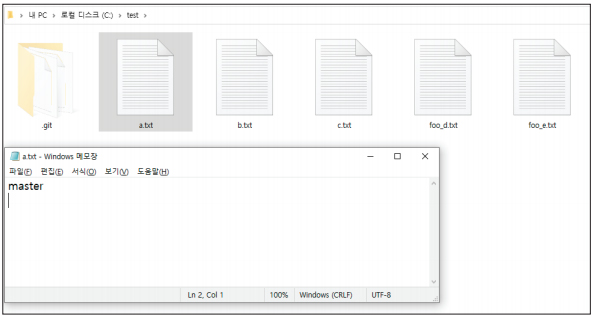 > 내 PC > 로컬 디스크 (C:) > test >
.git a.txt b.txt c.txt foo_d.txt foo_e.txt
a.txt - Windows 메모장
파일(F) 편집(E) 서식(O) 보기(V) 도움말(H)
master
Ln 2, Col 1 100% Windows (CRLF) UTF-8